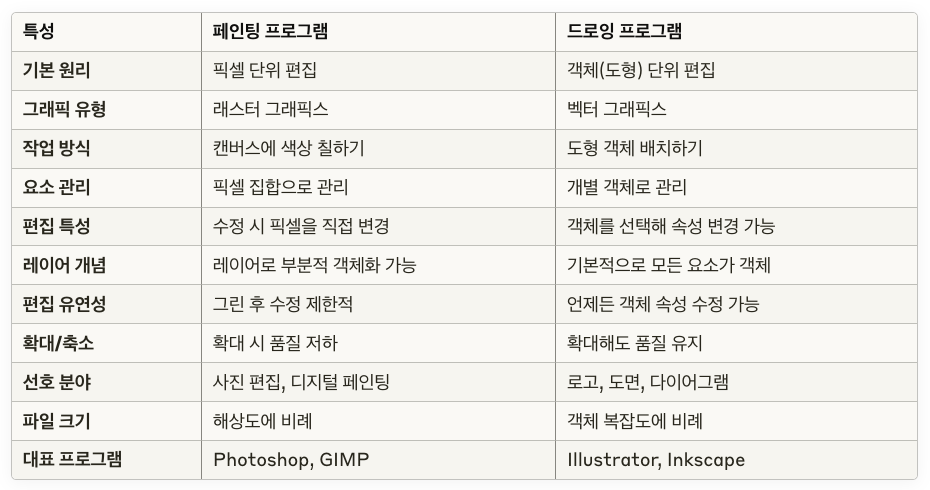 특성 페인팅 프로그램 드로잉 프로그램
기본 원리 픽셀 단위 편집 객체(도형) 단위 편집
그래픽 유형 래스터 그래픽스 벡터 그래픽스
작업 방식 캔버스에 색상 칠하기 도형 객체 배치하기
요소 관리 픽셀 집합으로 관리 개별 객체로 관리
편집 특성 수정 시 픽셀을 직접 변경 객체를 선택해 속성 변경 가능
레이어 개념 레이어로 부분적 객체화 가능 기본적으로 모든 요소가 객체
편집 유연성 그린 후 수정 제한적 언제든 객체 속성 수정 가능
확대/축소 확대 시 품질 저하 확대해도 품질 유지
선호 분야 사진 편집, 디지털 페인팅 로고, 도면, 다이어그램
파일 크기 해상도에 비례 객체 복잡도에 비례
대표 프로그램 Photoshop, GIMP Illustrator, Inkscape